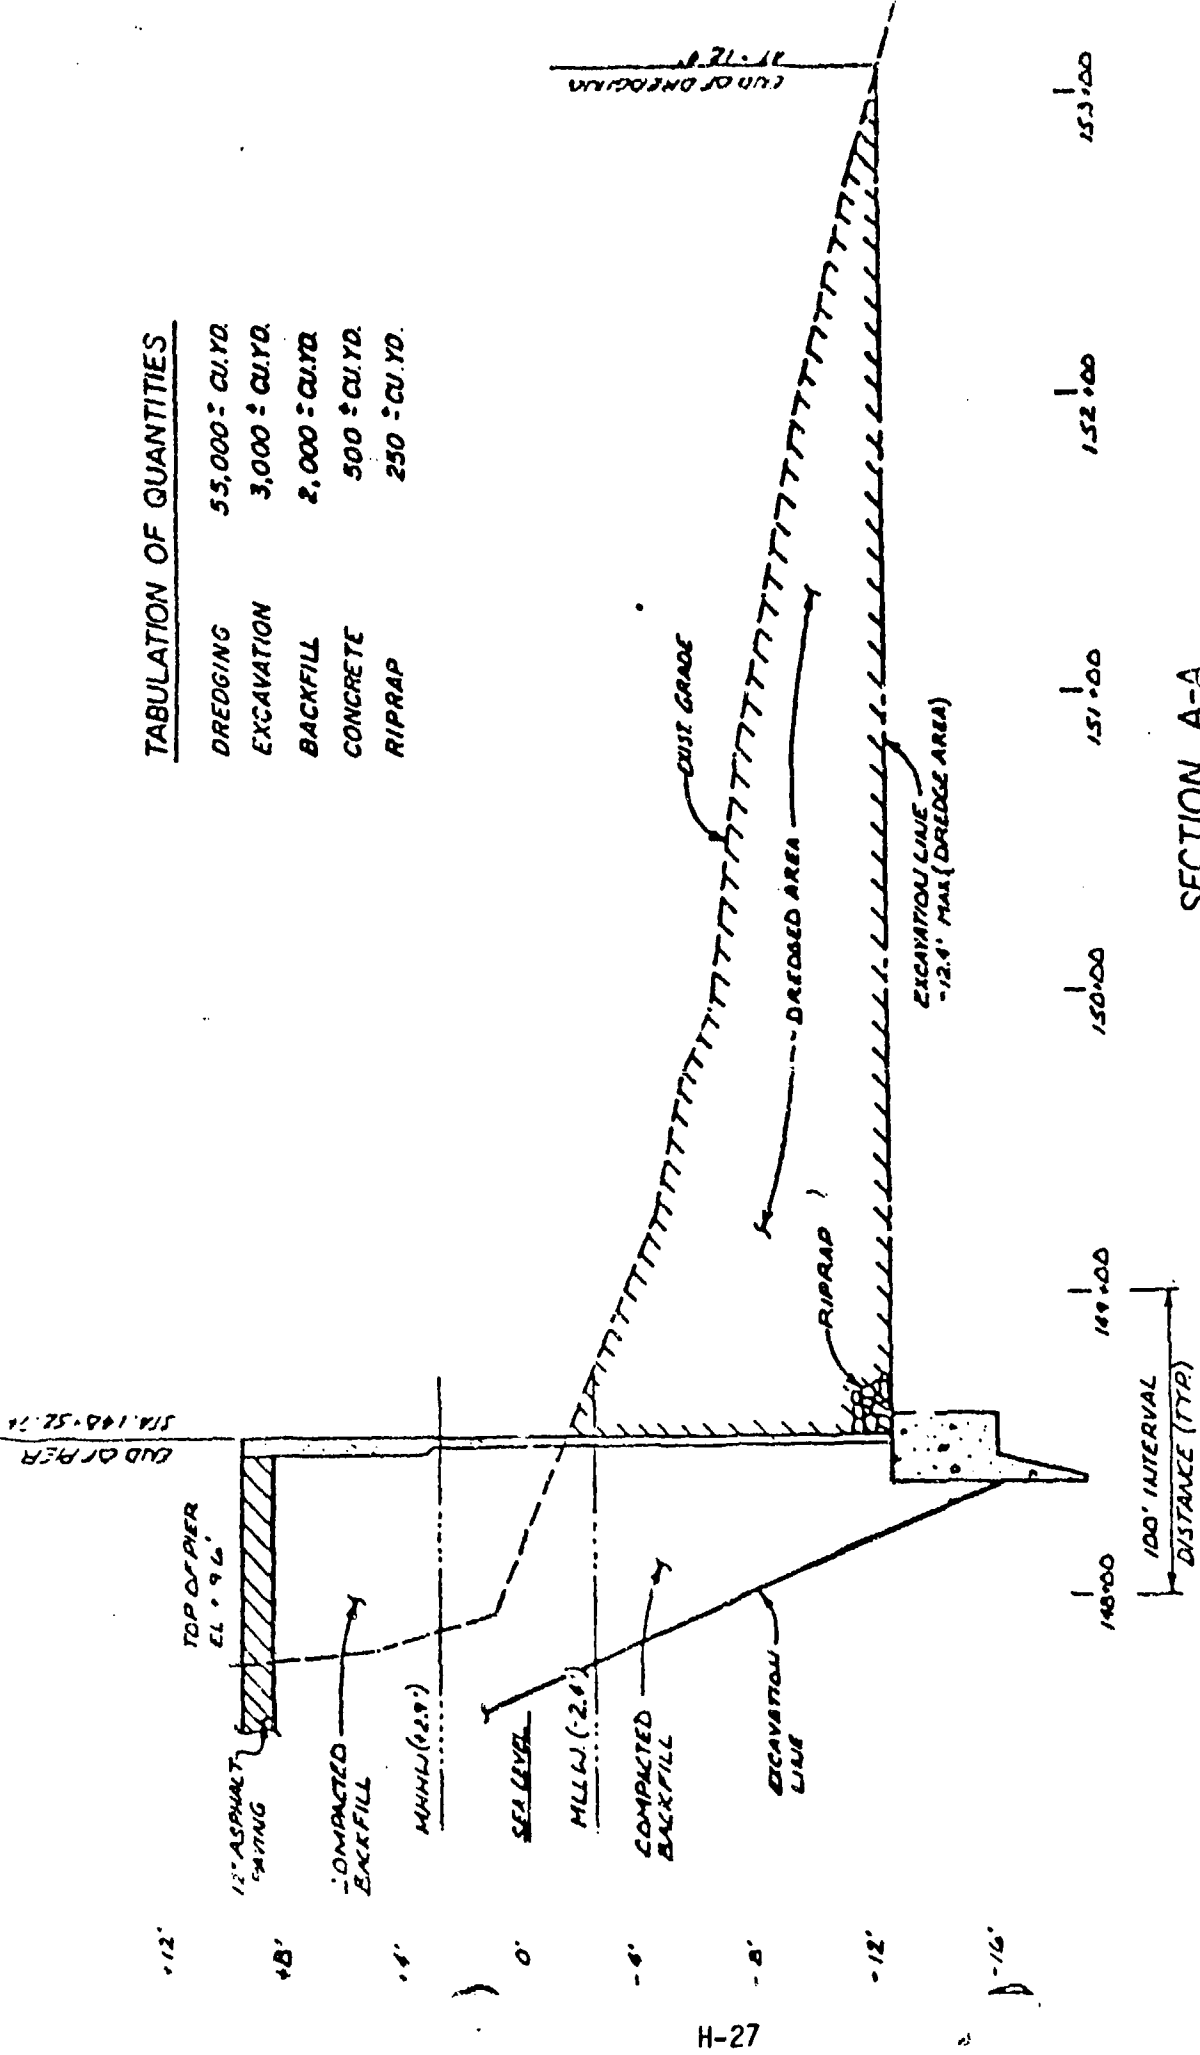 TABULATION OF QUANTITIES
DREDGING 55,000 ± CU.YD.
EXCAVATION 3,000 ± CU.YD.
BACKFILL 2,000 ± CU.YD.
CONCRETE 500 ± CU.YD.
RIPRAP 250 ± CU.YD.
END OF PIER
END OF DREDGING
TOP OF PIER
EL + 9.6'
12" ASPHALT
PAVING
COMPACTED
BACKFILL
MHHW (+2.9')
SEA LEVEL
MLLW. (-2.6')
COMPACTED
BACKFILL
EXCAVATION
LINE
EXIST. GRADE
DREDGED AREA
RIPRAP
EXCAVATION LINE
-12.4' MAX (DREDGE AREA)
+12'
+8'
+4'
0'
-4'
-8'
-12'
-16'
148+00
149+00
150+00
151+00
152+00
153+00
100' INTERVAL
DISTANCE (TYP.)
SECTION A-A
H-27